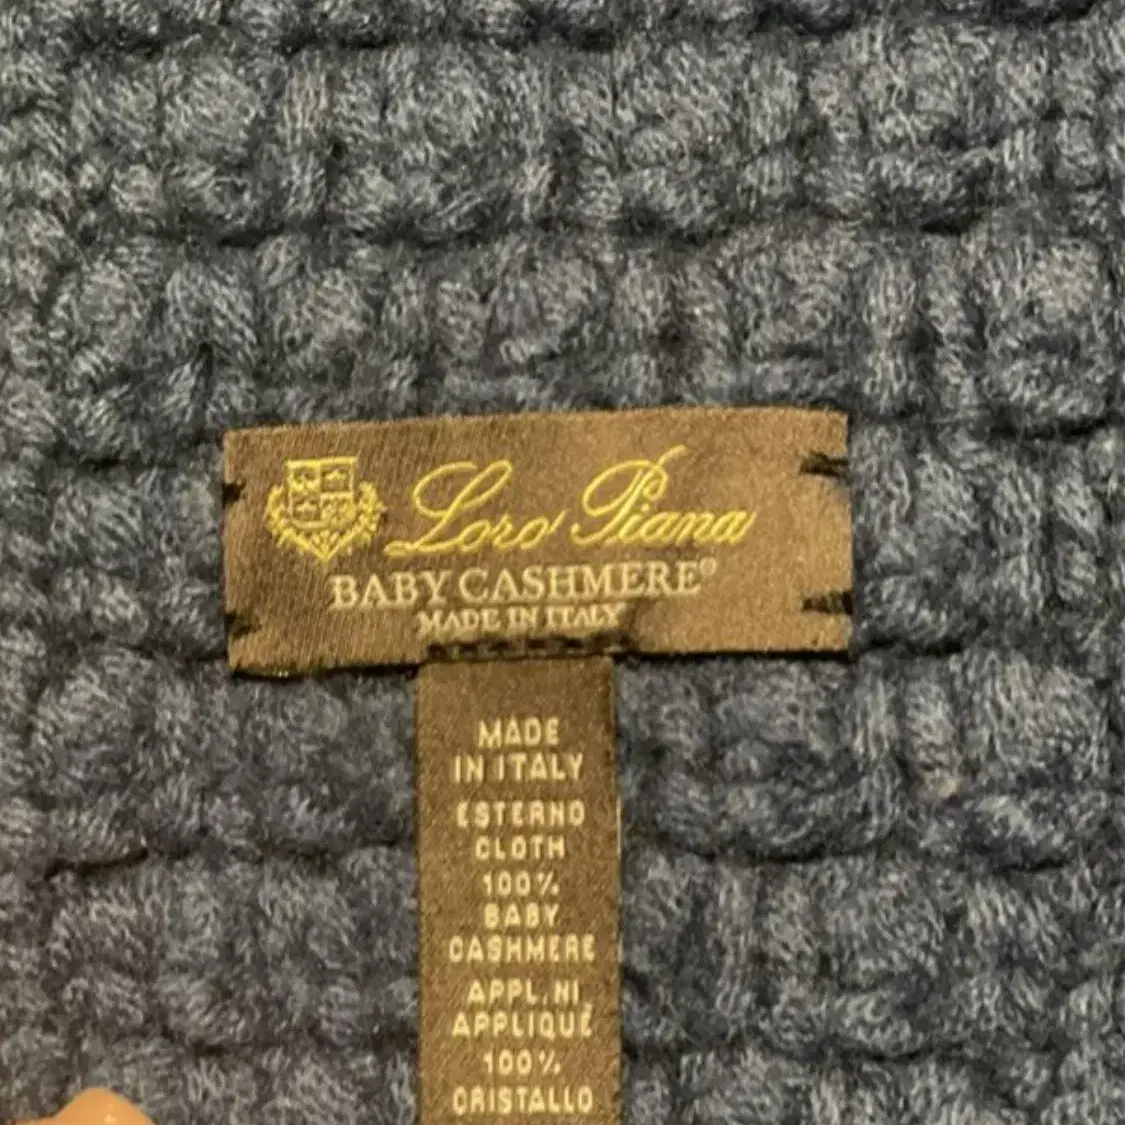 Loro Piana
BABY CASHMERE®
MADE IN ITALY
MADE
IN ITALY
ESTERNO
CLOTH
100%
BABY
CASHMERE
APPL.NI
APPLIQUÉ
100%
CRISTALLO